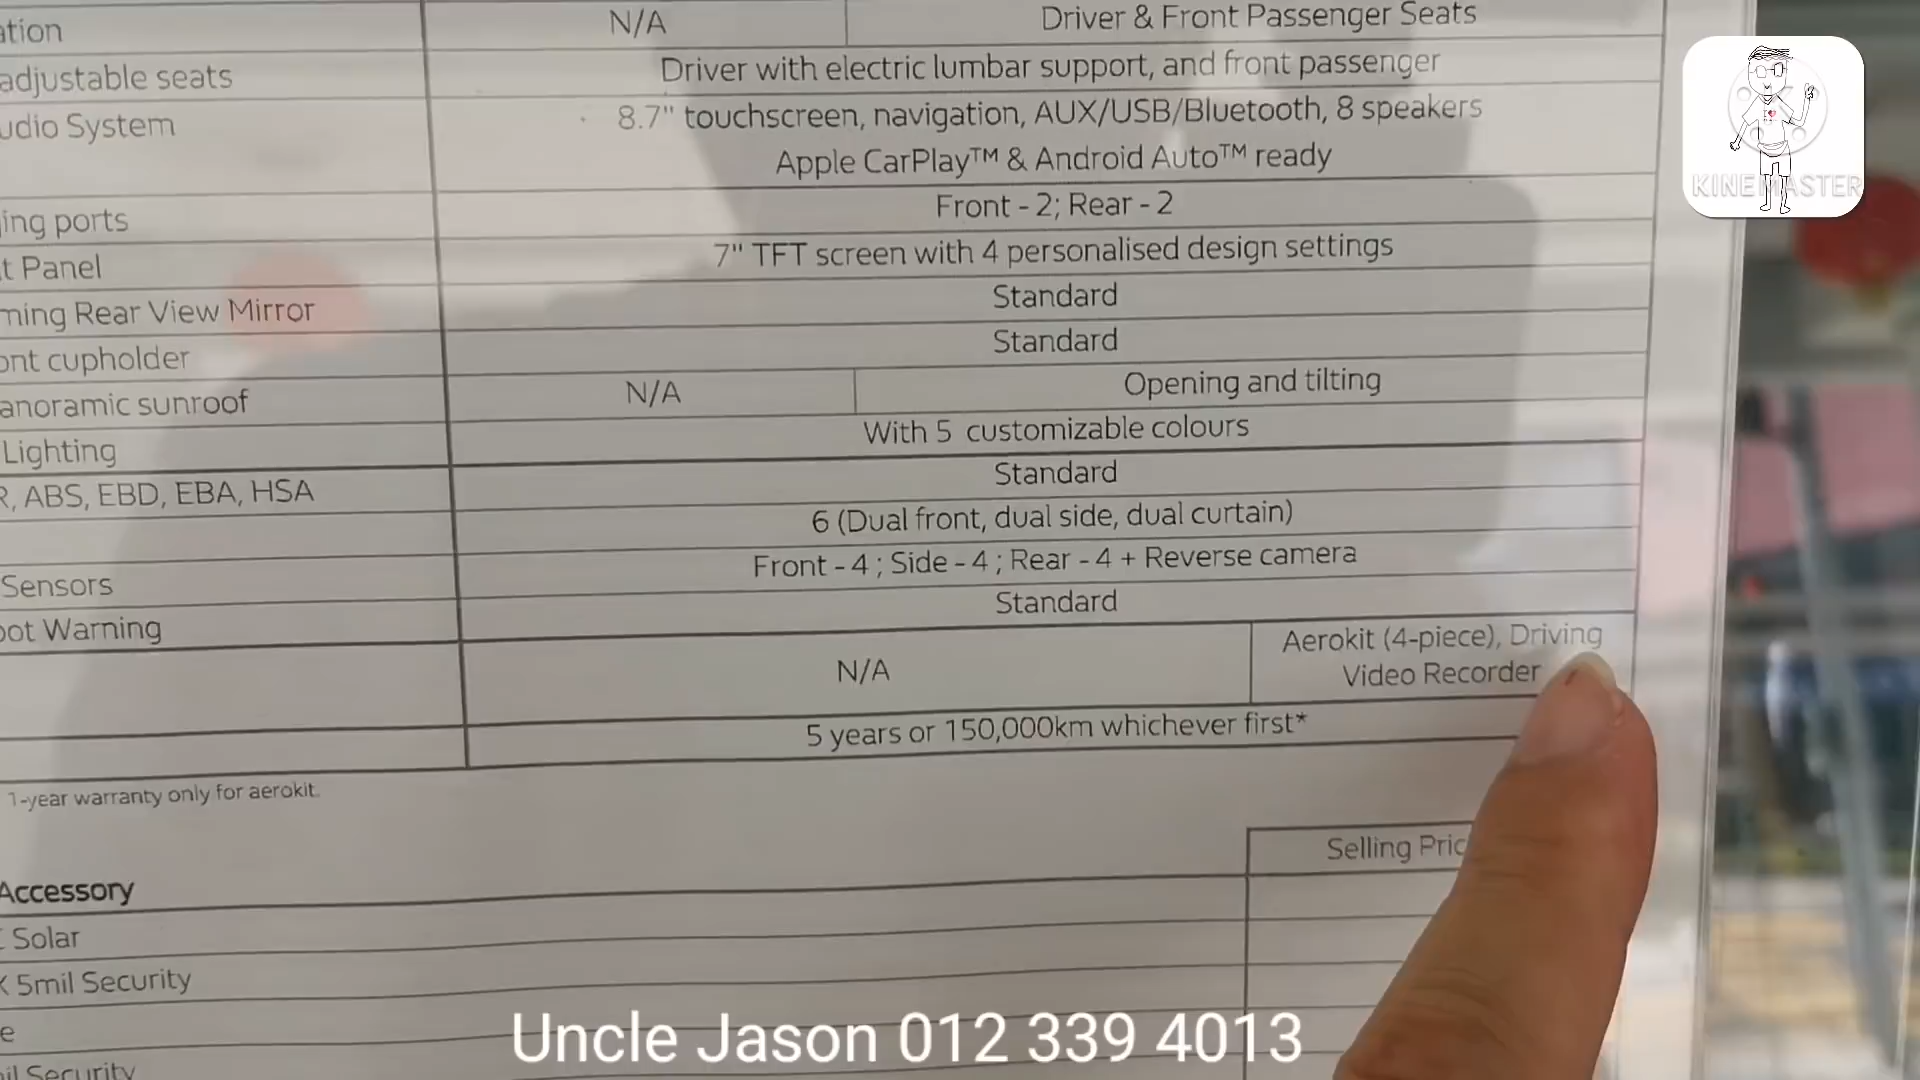 ation N/A Driver & Front Passenger Seats
adjustable seats Driver with electric lumbar support, and front passenger
udio System 8.7" touchscreen, navigation, AUX/USB/Bluetooth, 8 speakers
Apple CarPlay™ & Android Auto™ ready
ing ports Front - 2; Rear - 2
t Panel 7" TFT screen with 4 personalised design settings
ming Rear View Mirror Standard
ont cupholder Standard
anoramic sunroof N/A Opening and tilting
Lighting With 5 customizable colours
R, ABS, EBD, EBA, HSA Standard
6 (Dual front, dual side, dual curtain)
Sensors Front - 4 ; Side - 4 ; Rear - 4 + Reverse camera
pot Warning Standard
N/A Aerokit (4-piece), Driving
Video Recorder
5 years or 150,000km whichever first*
1-year warranty only for aerokit.
Selling Pric
Accessory
Solar
K 5mil Security
e
il Security
Uncle Jason 012 339 4013
KINEMASTER